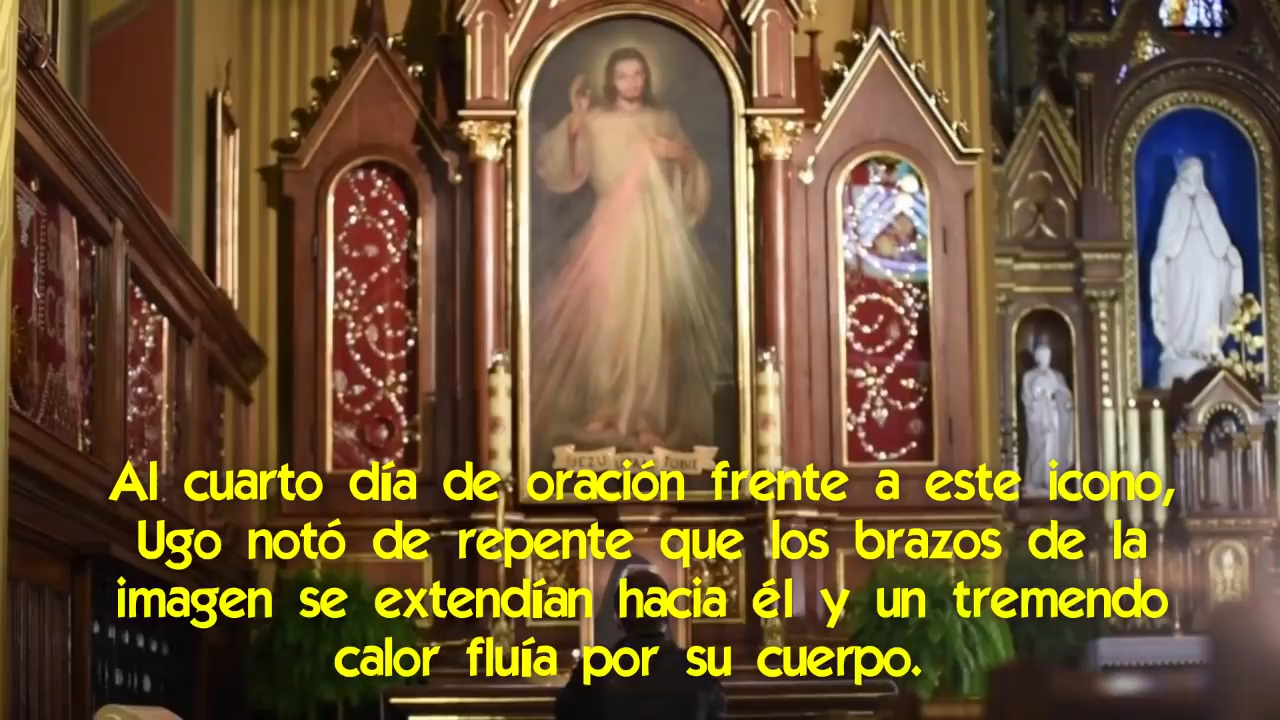 Al cuarto día de oración frente a este icono,
Ugo notó de repente que los brazos de la
imagen se extendían hacia él y un tremendo
calor fluía por su cuerpo.